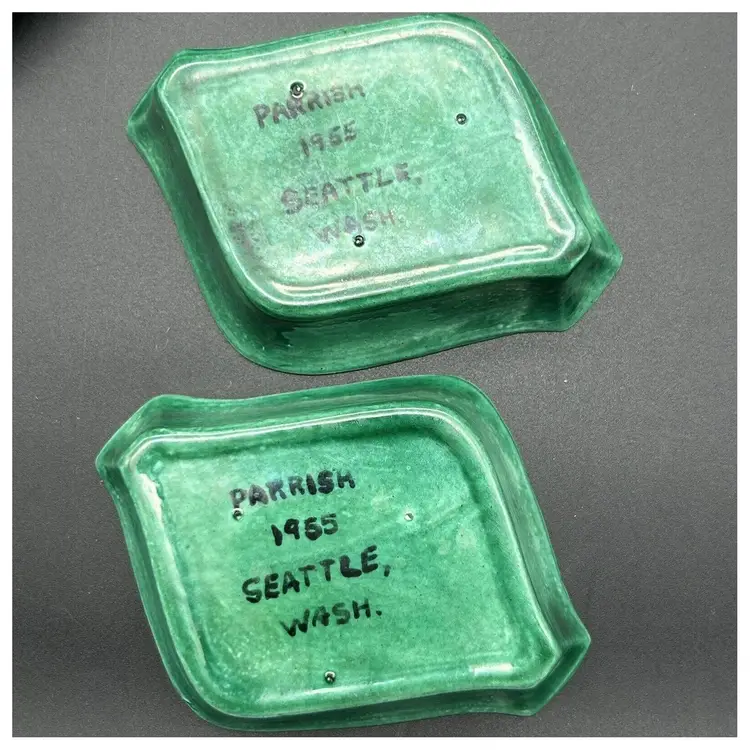 PARRISH
1955
SEATTLE,
WASH.
PARRISH
1955
SEATTLE,
WASH.